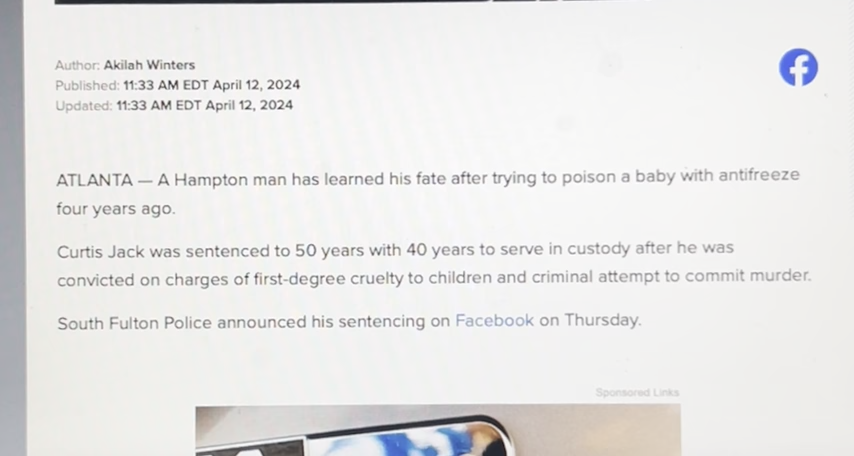 Author: Akilah Winters
Published: 11:33 AM EDT April 12, 2024
Updated: 11:33 AM EDT April 12, 2024
ATLANTA — A Hampton man has learned his fate after trying to poison a baby with antifreeze
four years ago.
Curtis Jack was sentenced to 50 years with 40 years to serve in custody after he was
convicted on charges of first-degree cruelty to children and criminal attempt to commit murder.
South Fulton Police announced his sentencing on Facebook on Thursday.
Sponsored Links